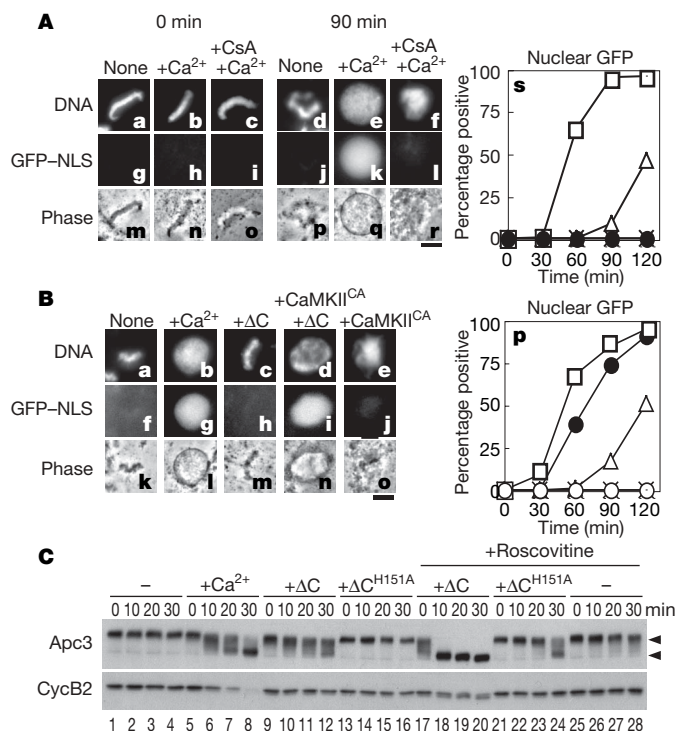 A
0 min
90 min
None
+Ca²⁺
+CsA
+Ca²⁺
None
+Ca²⁺
+CsA
+Ca²⁺
DNA
a b c d e f
GFP–NLS
g h i j k l
Phase
m n o p q r
Nuclear GFP
s
Percentage positive
100
75
50
25
0
0 30 60 90 120
Time (min)
B
None
+Ca²⁺
+ΔC
+CaMKIIᶜᴬ
+ΔC
+CaMKIIᶜᴬ
DNA
a b c d e
GFP–NLS
f g h i j
Phase
k l m n o
Nuclear GFP
p
Percentage positive
100
75
50
25
0
0 30 60 90 120
Time (min)
C
+Roscovitine
– +Ca²⁺ +ΔC +ΔCᴴ¹⁵¹ᴬ +ΔC +ΔCᴴ¹⁵¹ᴬ –
0 10 20 30 0 10 20 30 0 10 20 30 0 10 20 30 0 10 20 30 0 10 20 30 0 10 20 30 min
Apc3
CycB2
1 2 3 4 5 6 7 8 9 10 11 12 13 14 15 16 17 18 19 20 21 22 23 24 25 26 27 28